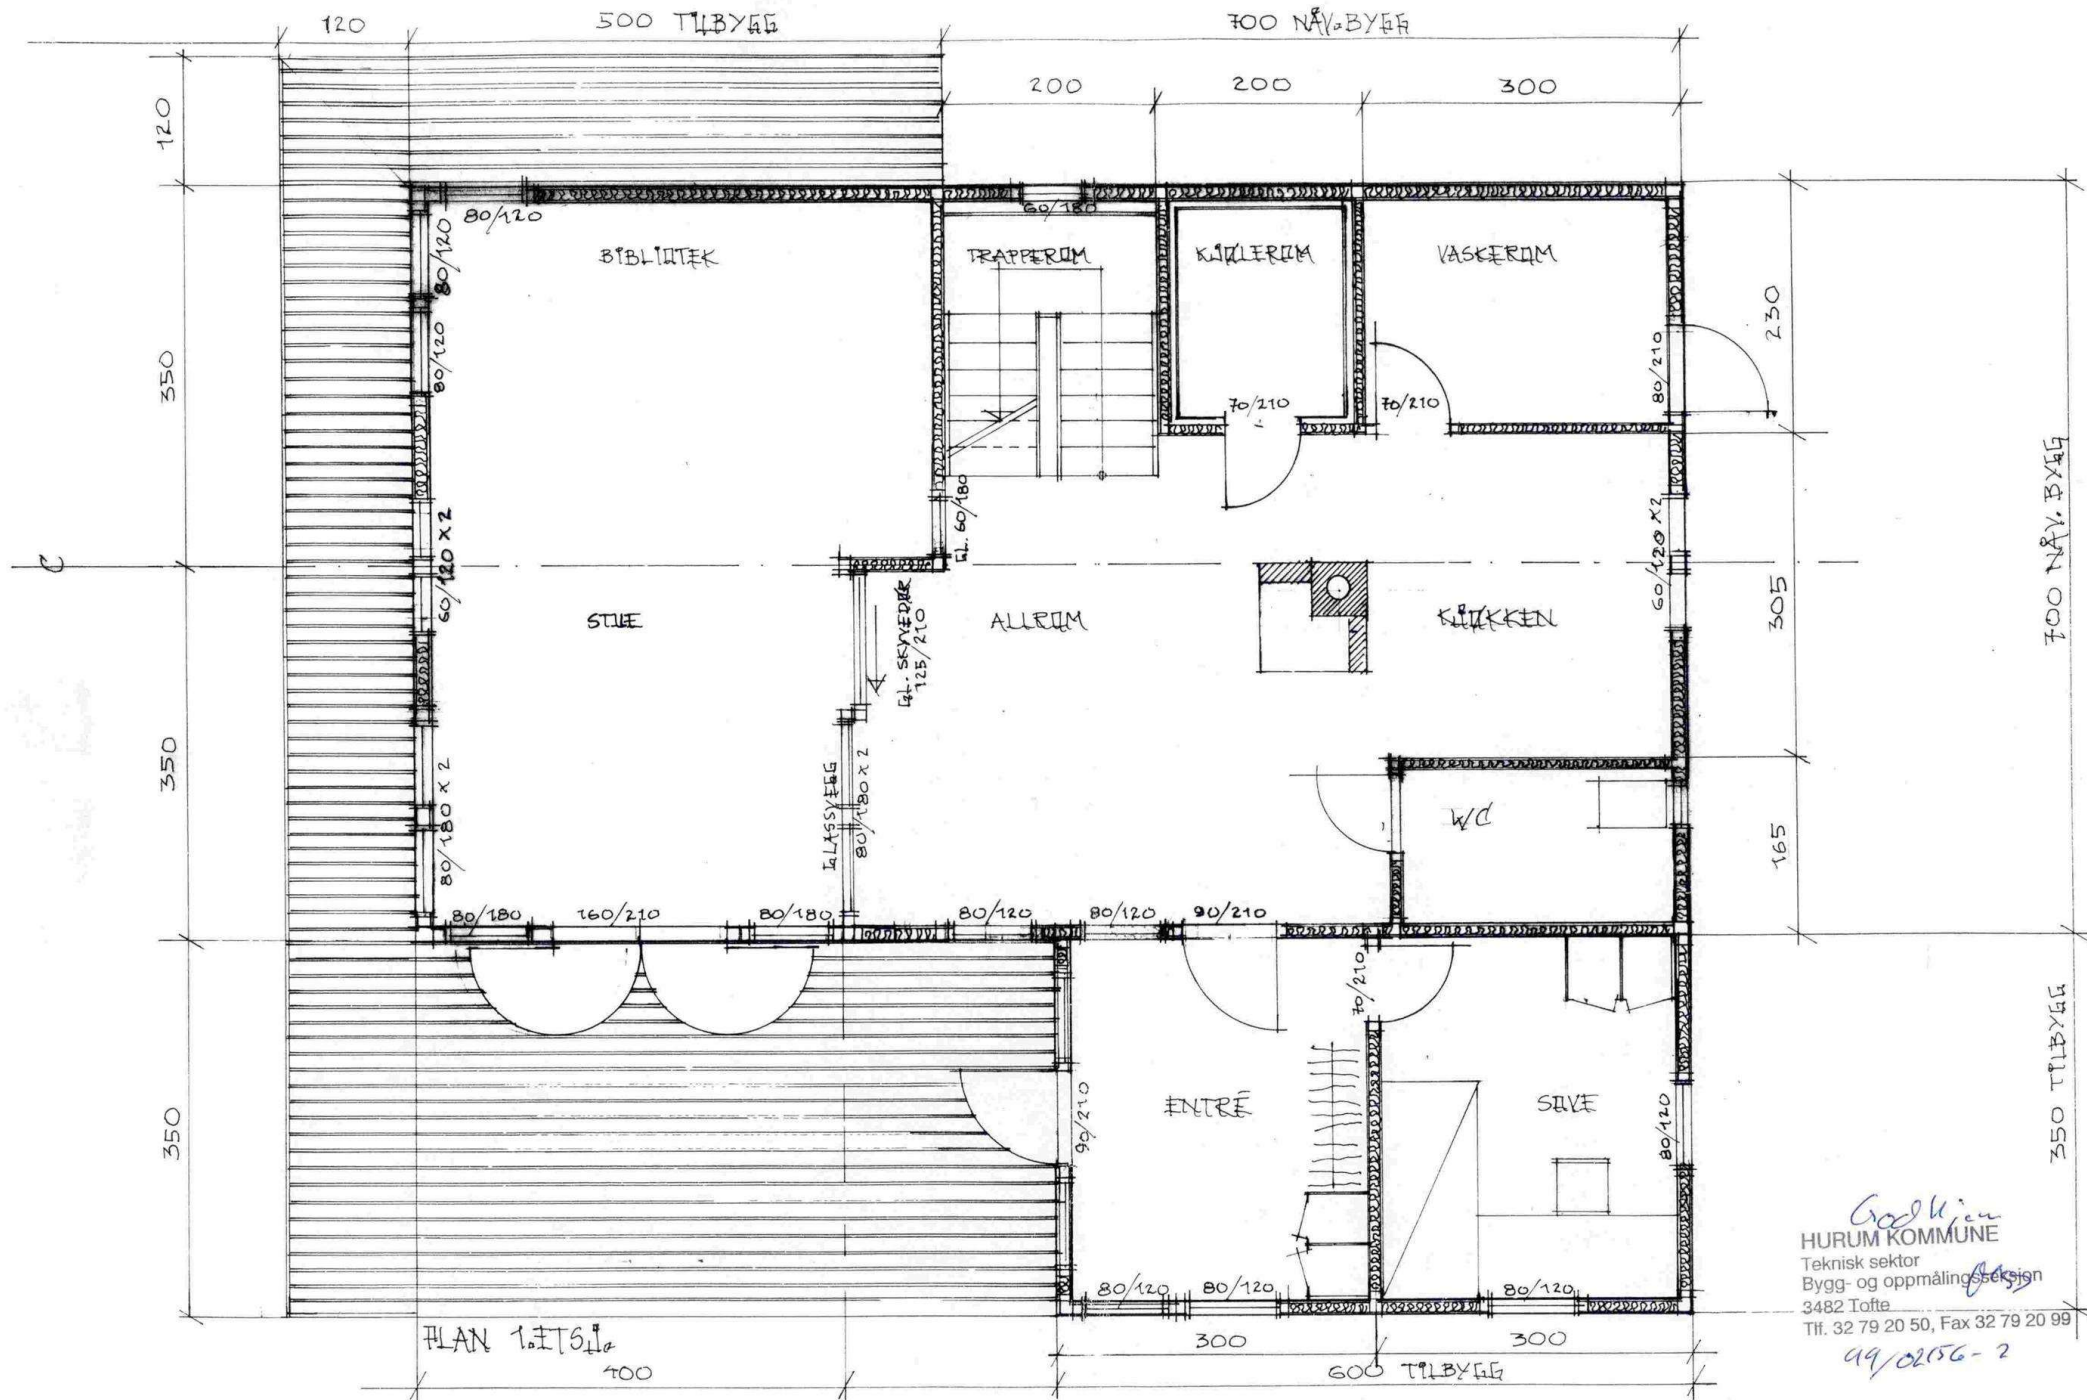 120
500 TILBYGG
700 NÅV.BYGG
200
200
300
120
80/120
60/180
80/120
BIBLIOTEK
TRAPPEROM
KJØLEROM
VASKEROM
230
80/120
350
80/210
70/210
70/210
GL. 60/180
700 NÅV. BYGG
C
60/120 x 2
60/120 x 2
STUE
GL. SKYVEDØR
125/210
ALLROM
KJØKKEN
305
350
80/180 x 2
GLASSVEGG
80/180 x 2
WC
165
80/180
160/210
80/180
80/120
80/120
90/210
70/210
350
90/210
ENTRÉ
SOVE
80/120
350 TILBYGG
80/120
80/120
80/120
PLAN 1.ETSJ.
300
300
400
600 TILBYGG
Godkjen
HURUM KOMMUNE
Teknisk sektor
Bygg- og oppmålingsseksjon
3482 Tofte
Tlf. 32 79 20 50, Fax 32 79 20 99
99/02156-2